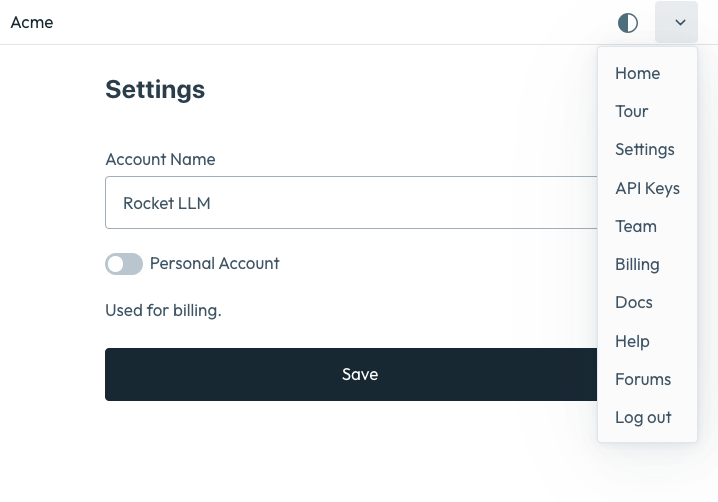 Acme
Settings
Account Name
Rocket LLM
Personal Account
Used for billing.
Save
Home
Tour
Settings
API Keys
Team
Billing
Docs
Help
Forums
Log out